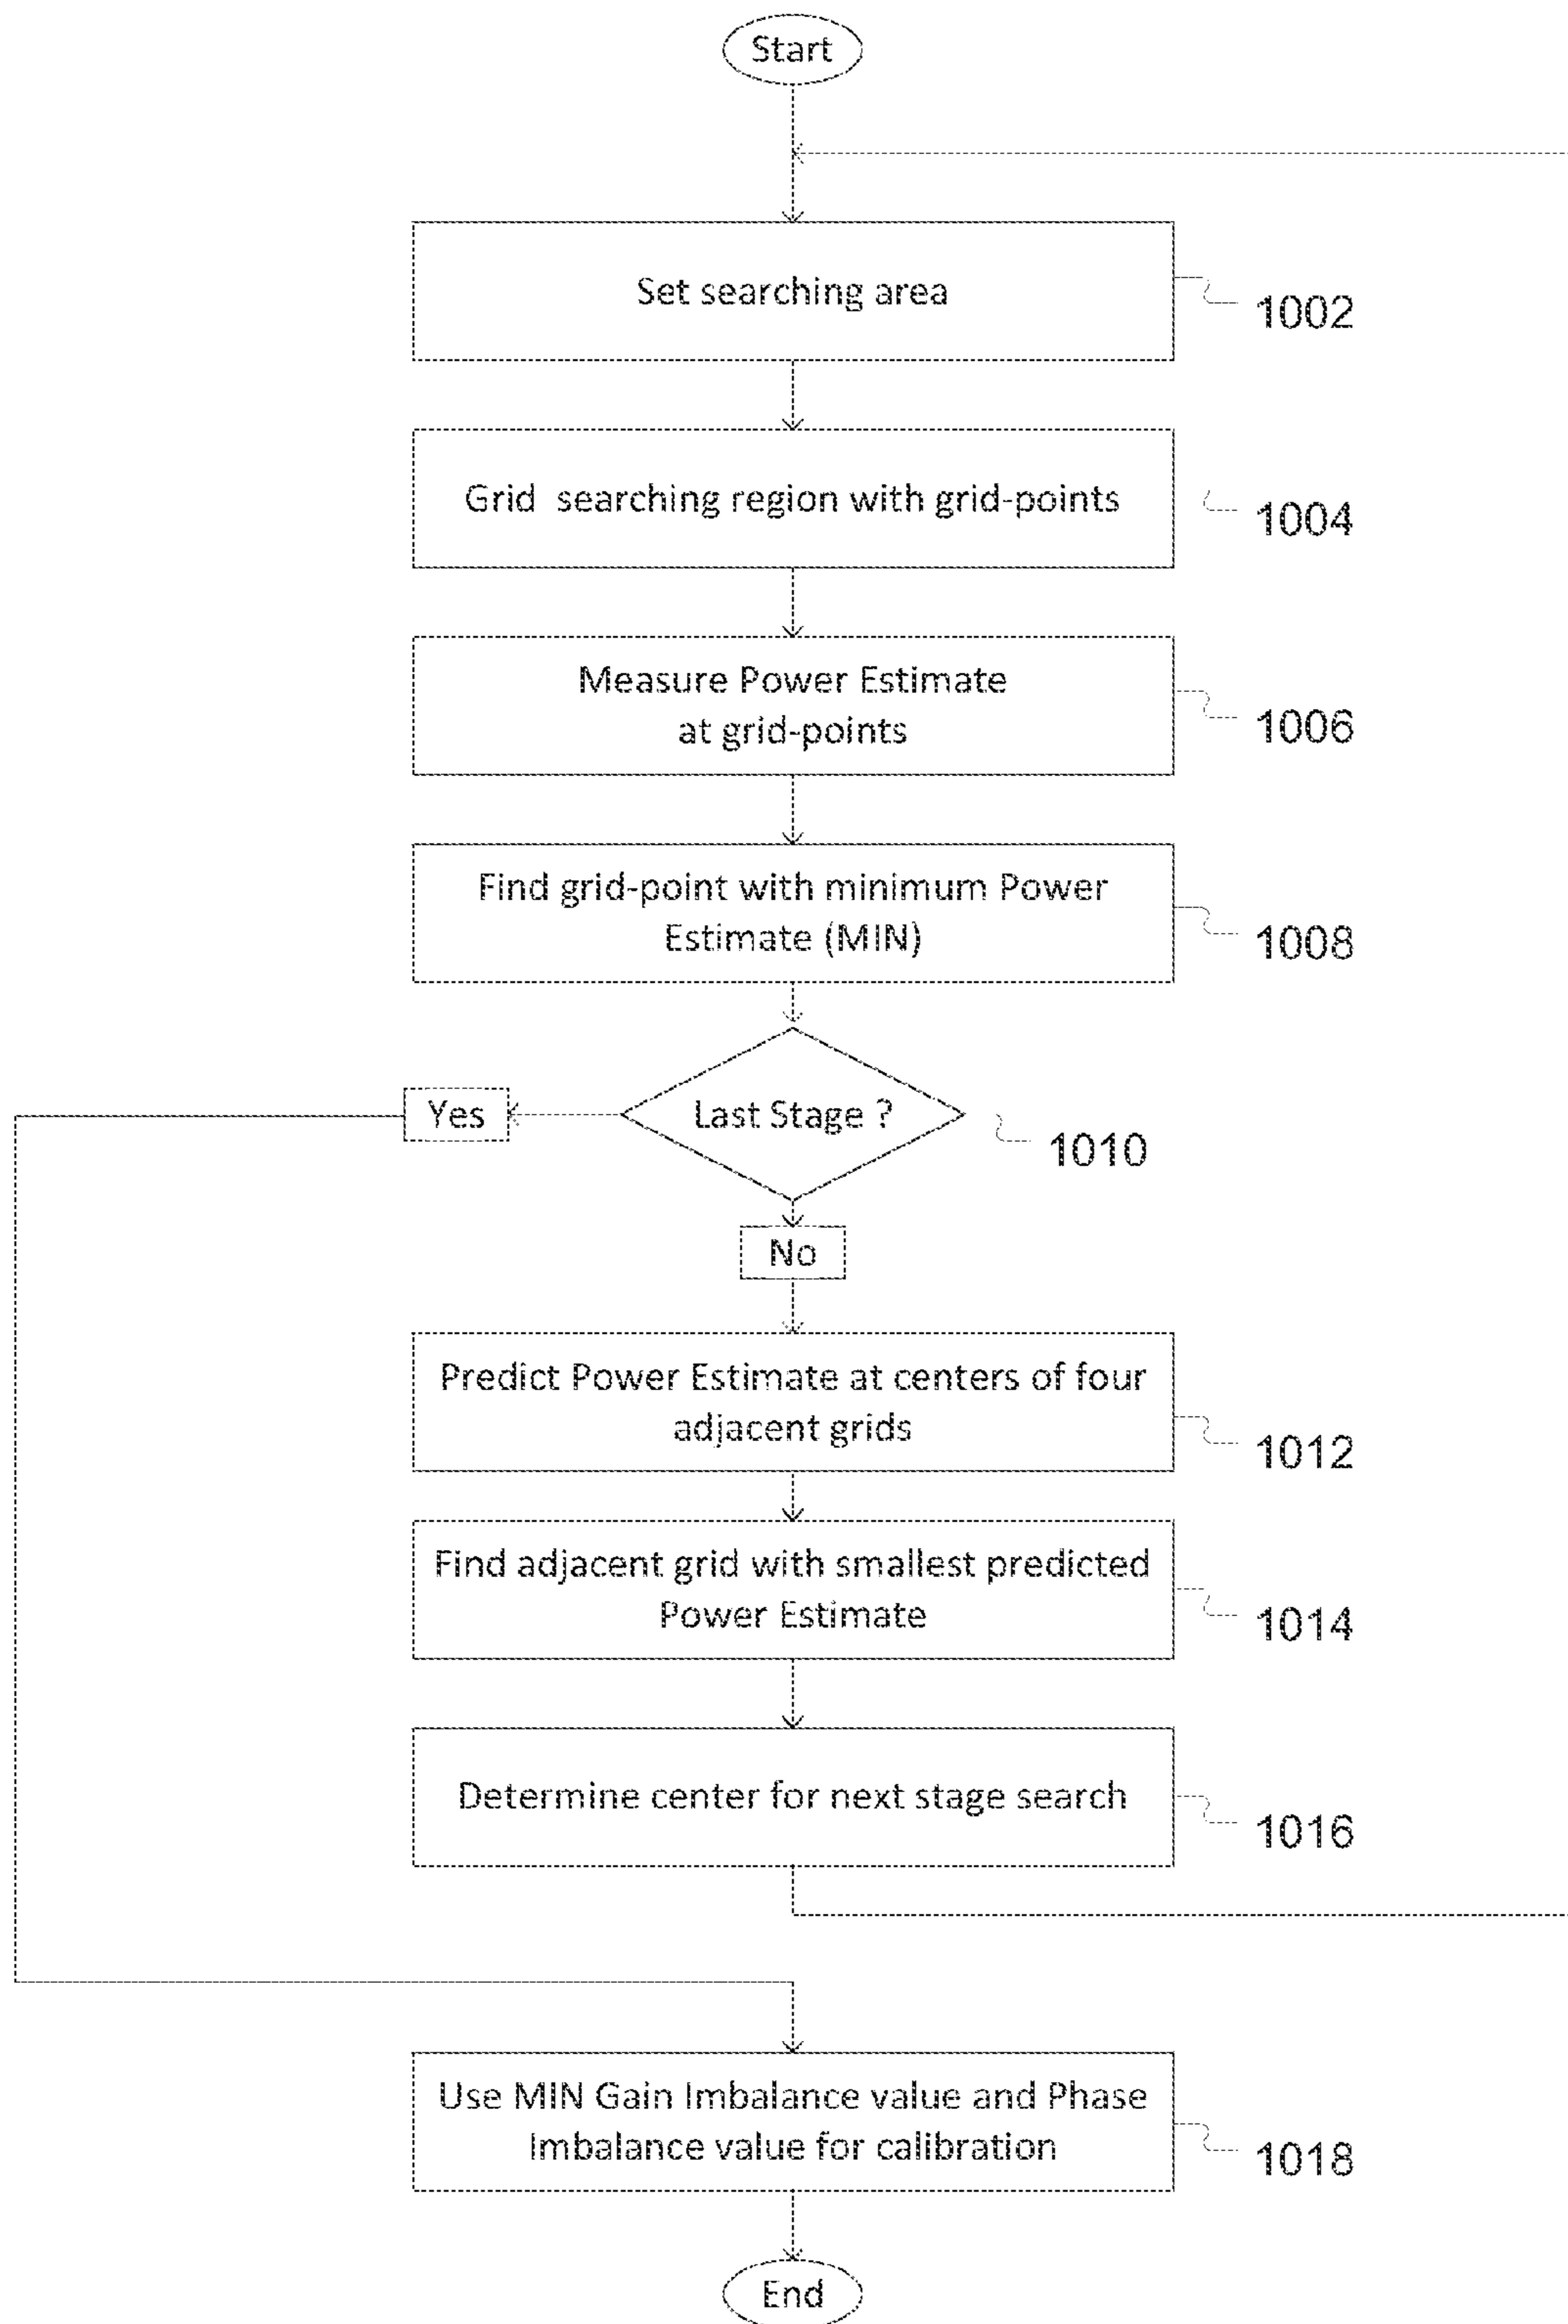 Start
Set searching area
1002
Grid searching region with grid-points
1004
Measure Power Estimate
at grid-points
1006
Find grid-point with minimum Power
Estimate (MIN)
1008
Yes
Last Stage ?
1010
No
Predict Power Estimate at centers of four
adjacent grids
1012
Find adjacent grid with smallest predicted
Power Estimate
1014
Determine center for next stage search
1016
Use MIN Gain Imbalance value and Phase
Imbalance value for calibration
1018
End